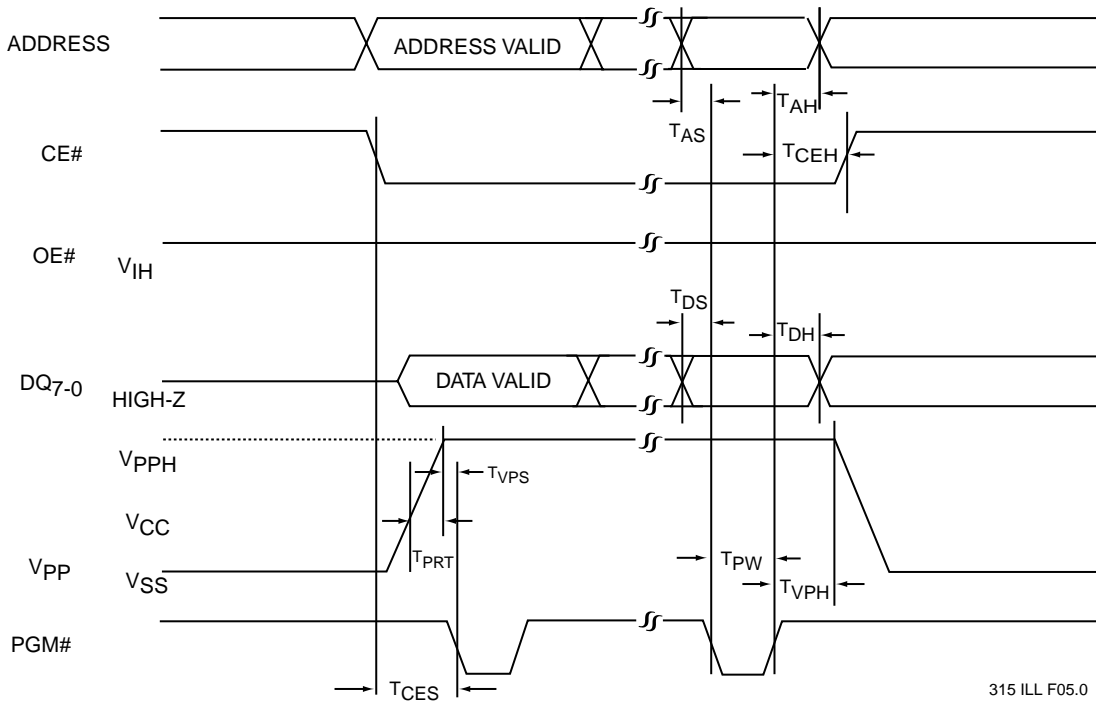 ADDRESS
ADDRESS VALID
TAH
TAS
CE#
TCEH
OE#
VIH
TDS
TDH
DQ7-0
DATA VALID
HIGH-Z
VPPH
TVPS
VCC
TPRT
TPW
VPP
VSS
TVPH
PGM#
TCES
315 ILL F05.0